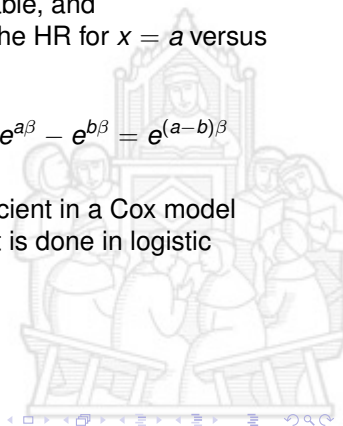 able, and
he HR for x = a versus
e^{aβ} − e^{bβ} = e^{(a−b)β}
cient in a Cox model
t is done in logistic